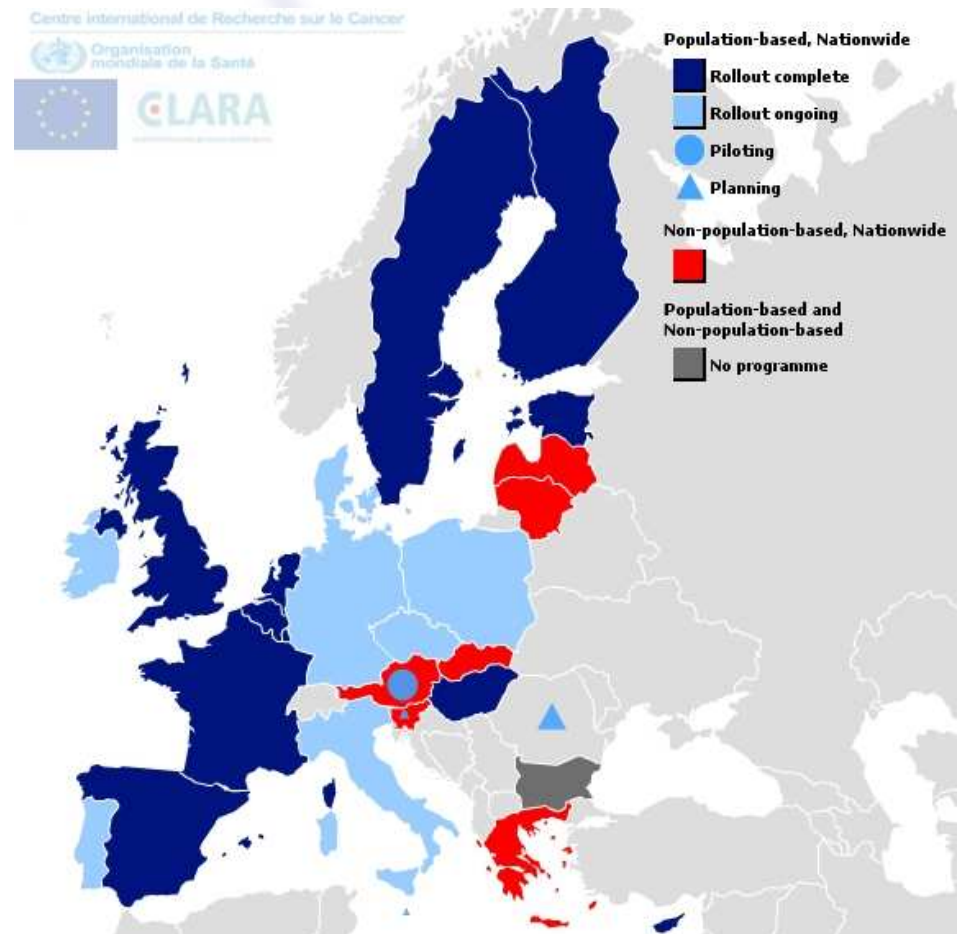 Centre international de Recherche sur le Cancer
Organisation
mondiale de la Santé
CLARA
Population-based, Nationwide
Rollout complete
Rollout ongoing
Piloting
Planning
Non-population-based, Nationwide
Population-based and
Non-population-based
No programme